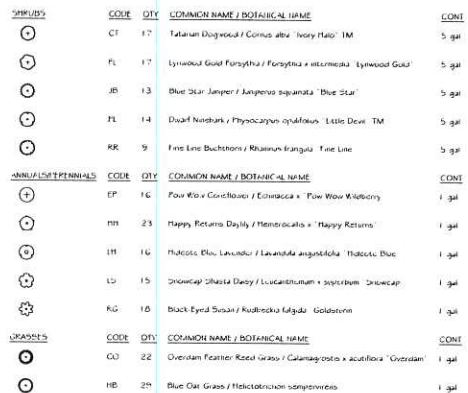 SHRUBS CODE QTY COMMON NAME / BOTANICAL NAME CONT
CT 17 Tatarian Dogwood / Cornus alba `Ivory Halo` TM 5 gal
FL 17 Lynwood Gold Forsythia / Forsythia x intermedia `Lynwood Gold` 5 gal
JB 13 Blue Star Juniper / Juniperus squamata `Blue Star` 5 gal
PL 14 Dwarf Ninebark / Physocarpus opulifolius `Little Devil` TM 5 gal
RR 9 Fine Line Buckthorn / Rhamnus frangula `Fine Line` 5 gal
ANNUALS/PERENNIALS CODE QTY COMMON NAME / BOTANICAL NAME CONT
EP 16 Pow Wow Coneflower / Echinacea x `Pow Wow Wildberry` 1 gal
HH 23 Happy Returns Daylily / Hemerocallis x `Happy Returns` 1 gal
LH 16 Hidcote Blue Lavender / Lavandula angustifolia `Hidcote Blue` 1 gal
LS 15 Snowcap Shasta Daisy / Leucanthemum x superbum `Snowcap` 1 gal
RG 18 Black-Eyed Susan / Rudbeckia fulgida `Goldsturm` 1 gal
GRASSES CODE QTY COMMON NAME / BOTANICAL NAME CONT
CO 22 Overdam Feather Reed Grass / Calamagrostis x acutiflora `Overdam` 1 gal
HB 29 Blue Oat Grass / Helictotrichon sempervirens 1 gal